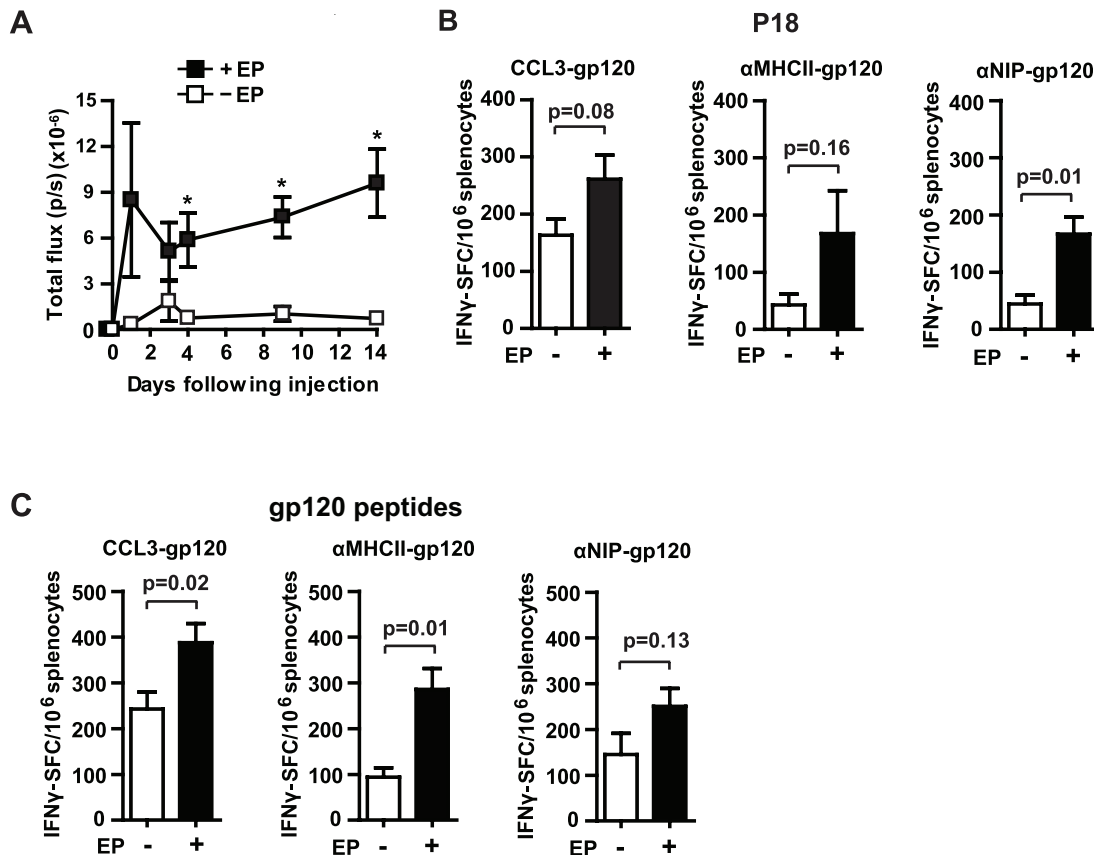 A
+ EP
− EP
Total flux (p/s) (x10⁻⁶)
15
12
9
6
3
0
*
*
*
0 2 4 6 8 10 12 14
Days following injection
B
P18
CCL3-gp120
IFNγ-SFC/10⁶ splenocytes
400
300
200
100
0
p=0.08
EP - +
αMHCII-gp120
IFNγ-SFC/10⁶ splenocytes
400
300
200
100
0
p=0.16
EP - +
αNIP-gp120
IFNγ-SFC/10⁶ splenocytes
400
300
200
100
0
p=0.01
EP - +
C
gp120 peptides
CCL3-gp120
IFNγ-SFC/10⁶ splenocytes
500
400
300
200
100
0
p=0.02
EP - +
αMHCII-gp120
IFNγ-SFC/10⁶ splenocytes
500
400
300
200
100
0
p=0.01
EP - +
αNIP-gp120
IFNγ-SFC/10⁶ splenocytes
500
400
300
200
100
0
p=0.13
EP - +